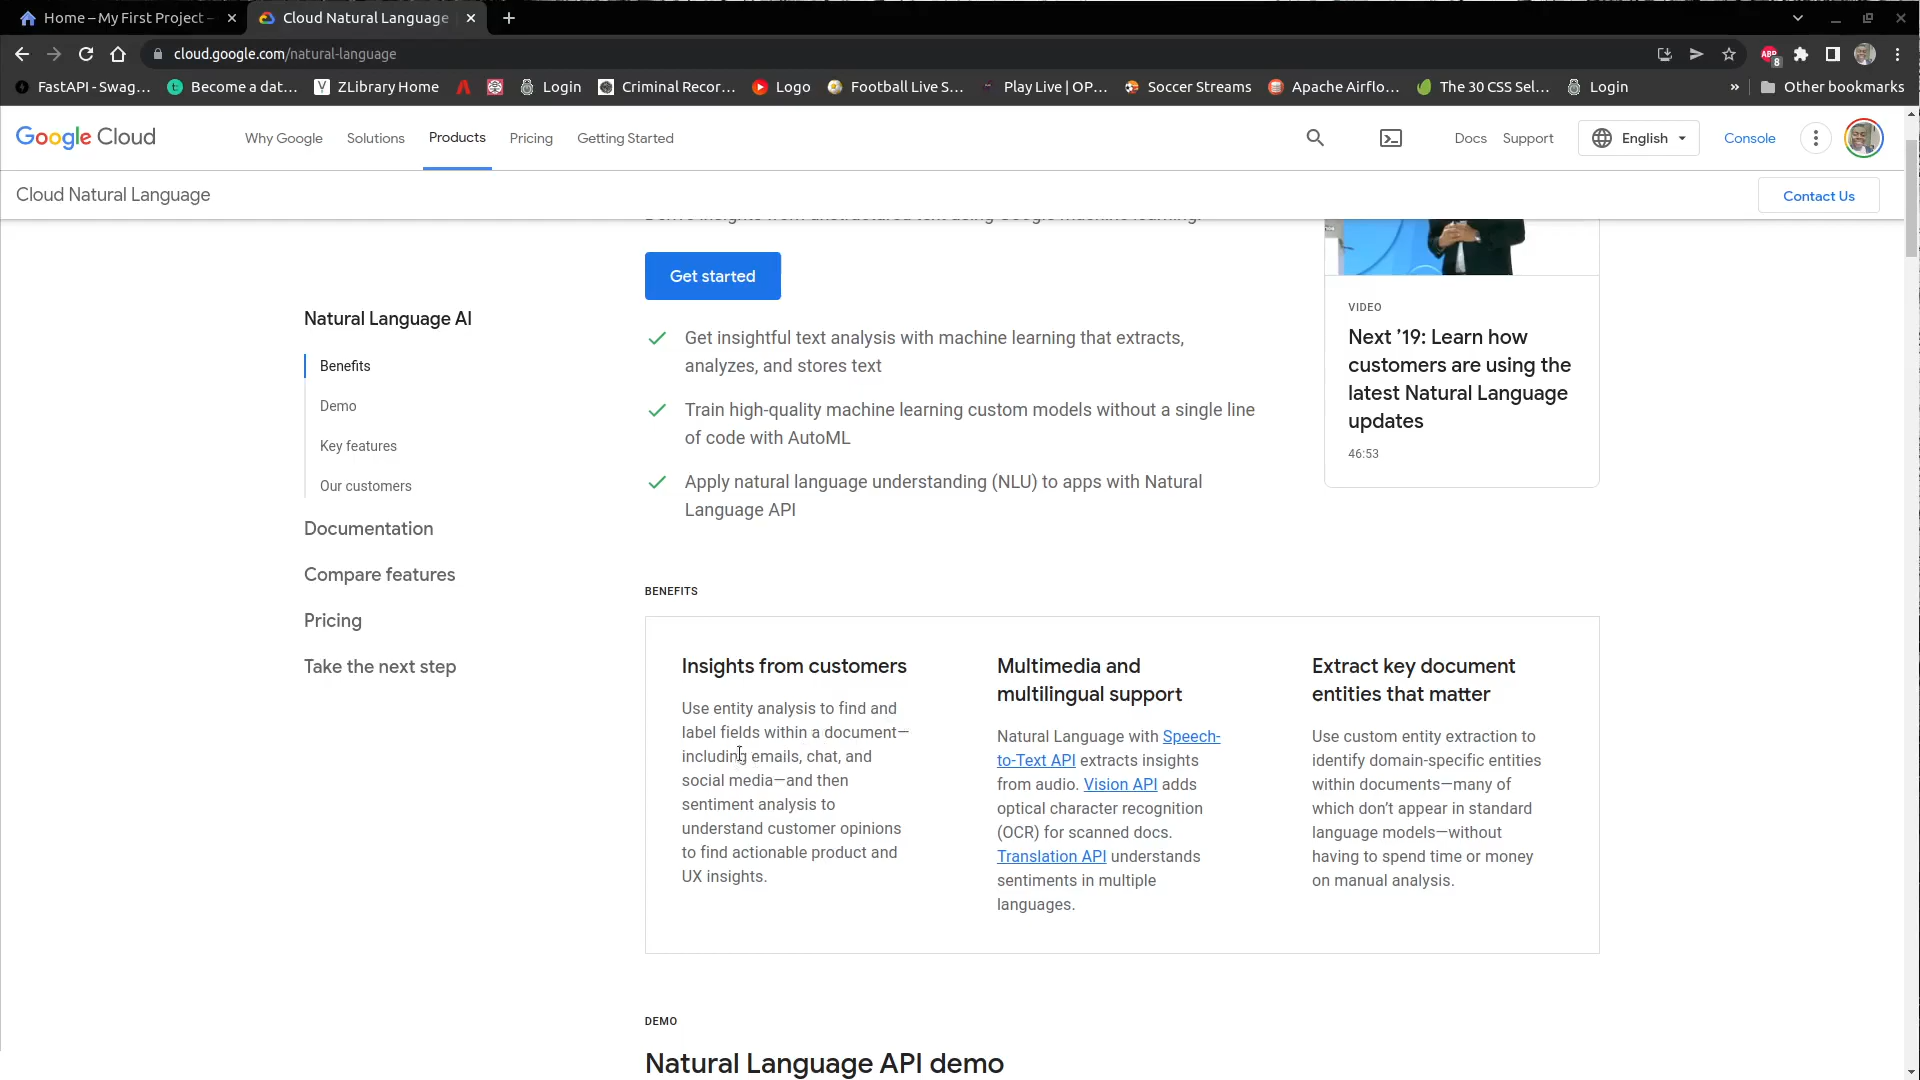 Home – My First Project -
Cloud Natural Language
cloud.google.com/natural-language
ABP
8
FastAPI - Swag...
Become a dat...
ZLibrary Home
Login
Criminal Recor...
Logo
Football Live S...
Play Live | OP...
Soccer Streams
Apache Airflo...
The 30 CSS Sel...
Login
»
Other bookmarks
Google Cloud
Why Google
Solutions
Products
Pricing
Getting Started
Docs
Support
English
Console
Cloud Natural Language
Contact Us
Derive insights from unstructured text using Google machine learning.
Get started
Natural Language AI
Benefits
Demo
Key features
Our customers
Documentation
Compare features
Pricing
Take the next step
Get insightful text analysis with machine learning that extracts,
analyzes, and stores text
Train high-quality machine learning custom models without a single line
of code with AutoML
Apply natural language understanding (NLU) to apps with Natural
Language API
VIDEO
Next ’19: Learn how
customers are using the
latest Natural Language
updates
46:53
BENEFITS
Insights from customers
Use entity analysis to find and
label fields within a document—
including emails, chat, and
social media—and then
sentiment analysis to
understand customer opinions
to find actionable product and
UX insights.
Multimedia and
multilingual support
Natural Language with Speech-
to-Text API extracts insights
from audio. Vision API adds
optical character recognition
(OCR) for scanned docs.
Translation API understands
sentiments in multiple
languages.
Extract key document
entities that matter
Use custom entity extraction to
identify domain-specific entities
within documents—many of
which don’t appear in standard
language models—without
having to spend time or money
on manual analysis.
DEMO
Natural Language API demo